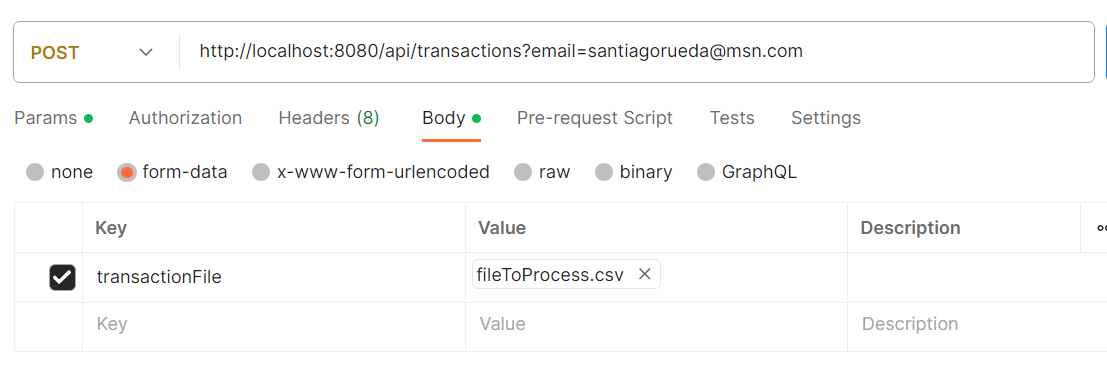 POST http://localhost:8080/api/transactions?email=santiagorueda@msn.com
Params Authorization Headers (8) Body Pre-request Script Tests Settings
none form-data x-www-form-urlencoded raw binary GraphQL
Key Value Description
transactionFile fileToProcess.csv
Key Value Description